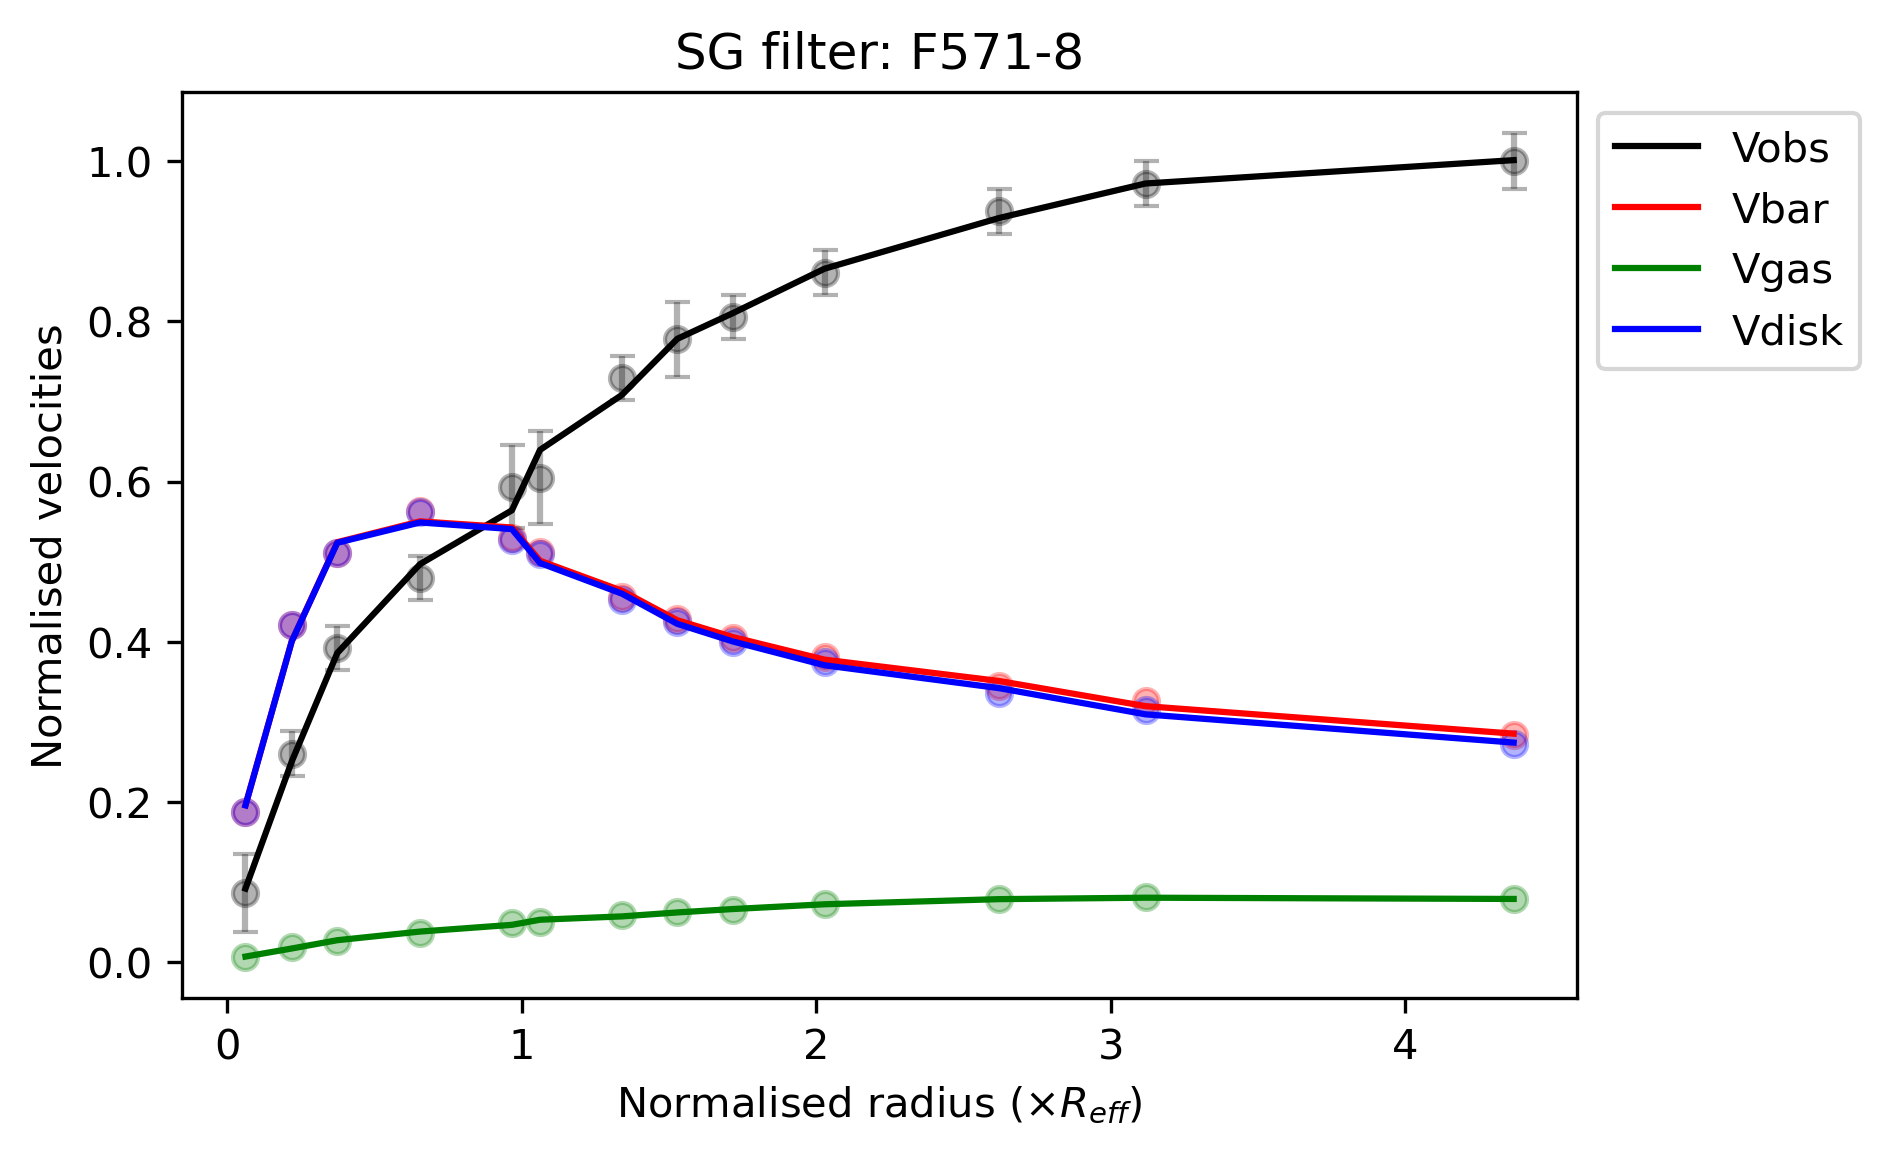 SG filter: F571-8
Normalised velocities
1.0
0.8
0.6
0.4
0.2
0.0
0 1 2 3 4
Normalised radius (×R_eff)
Vobs
Vbar
Vgas
Vdisk